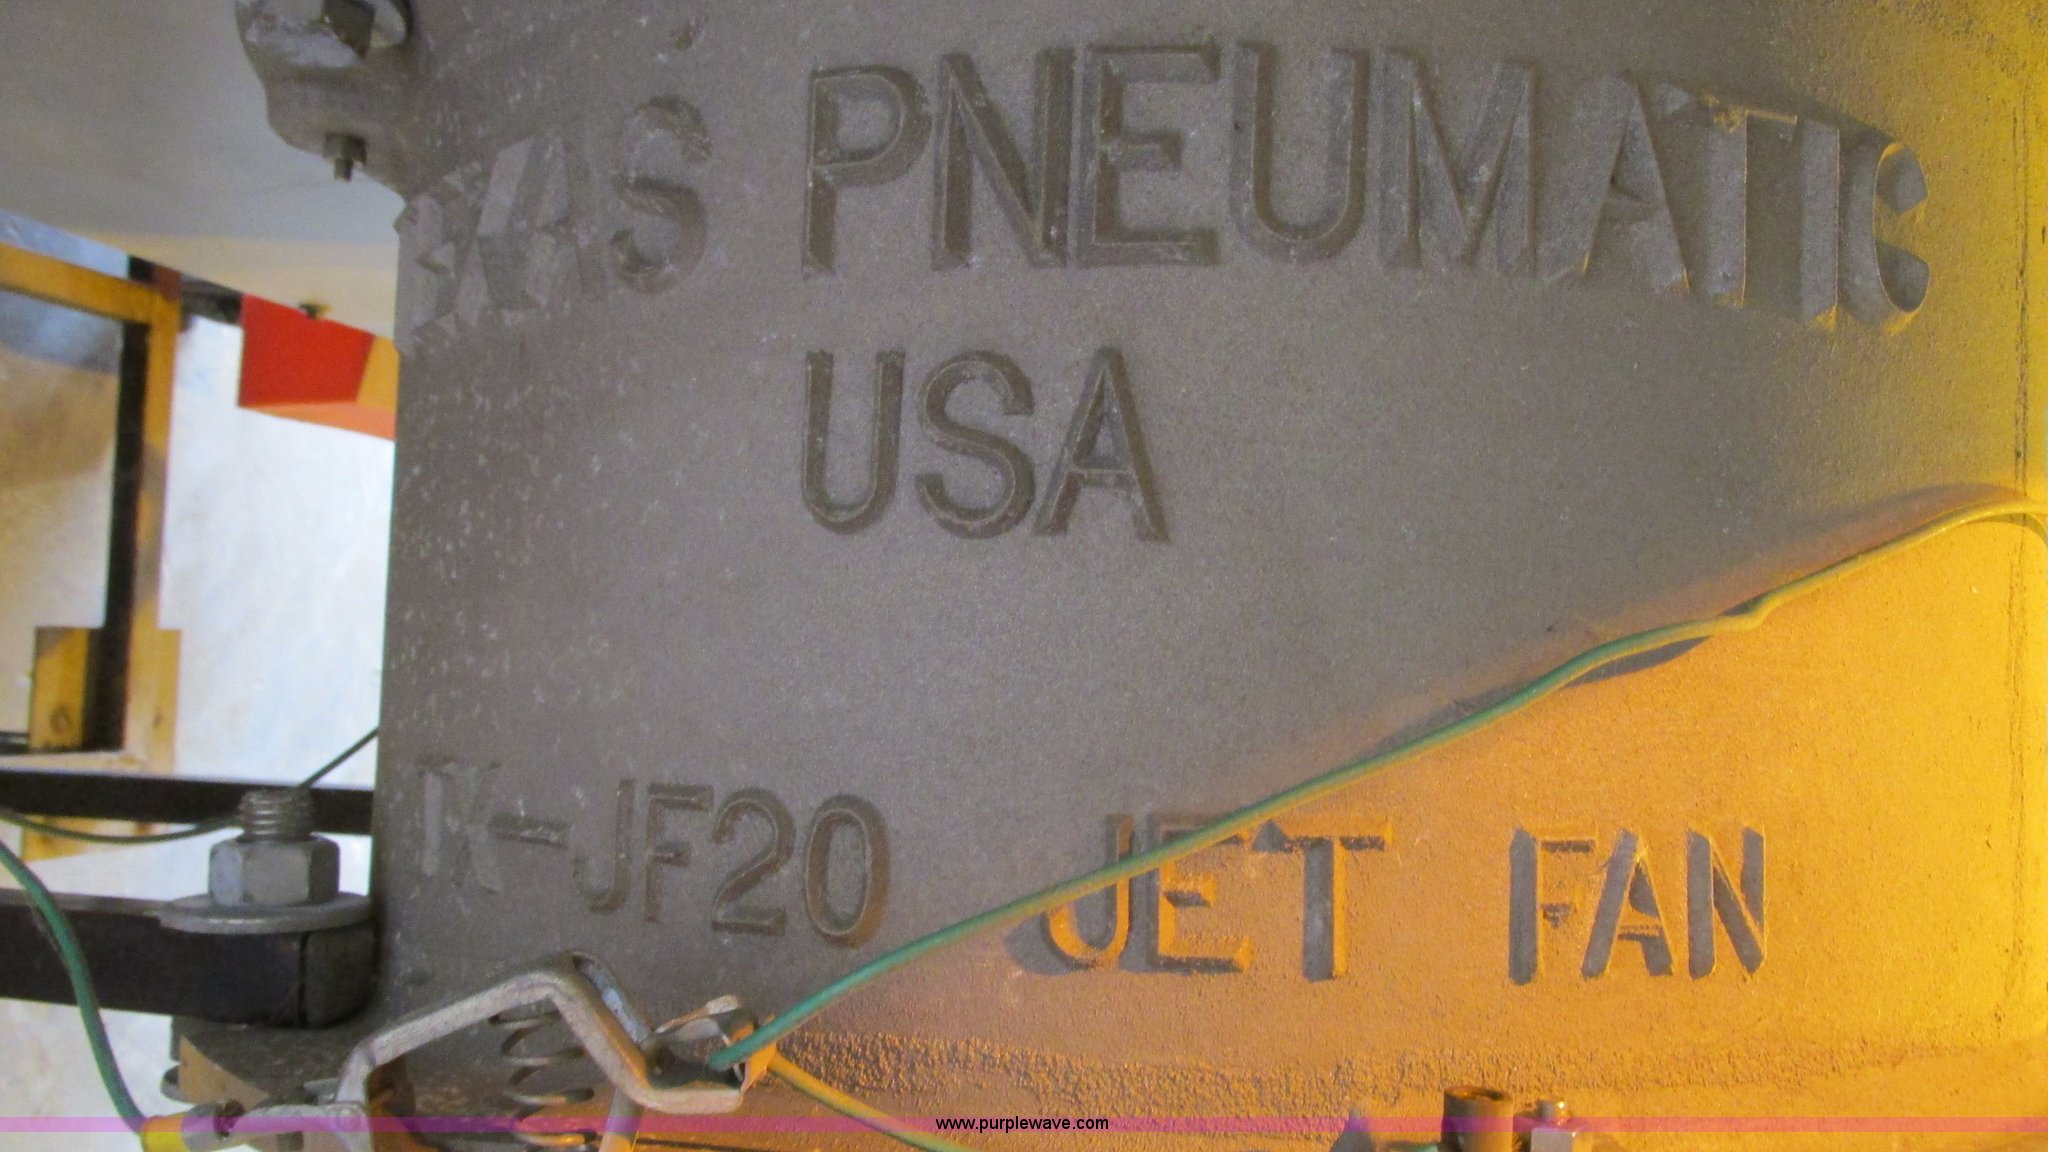 PNEUMATIC
USA
-JF20 JET FAN
www.purplewave.com